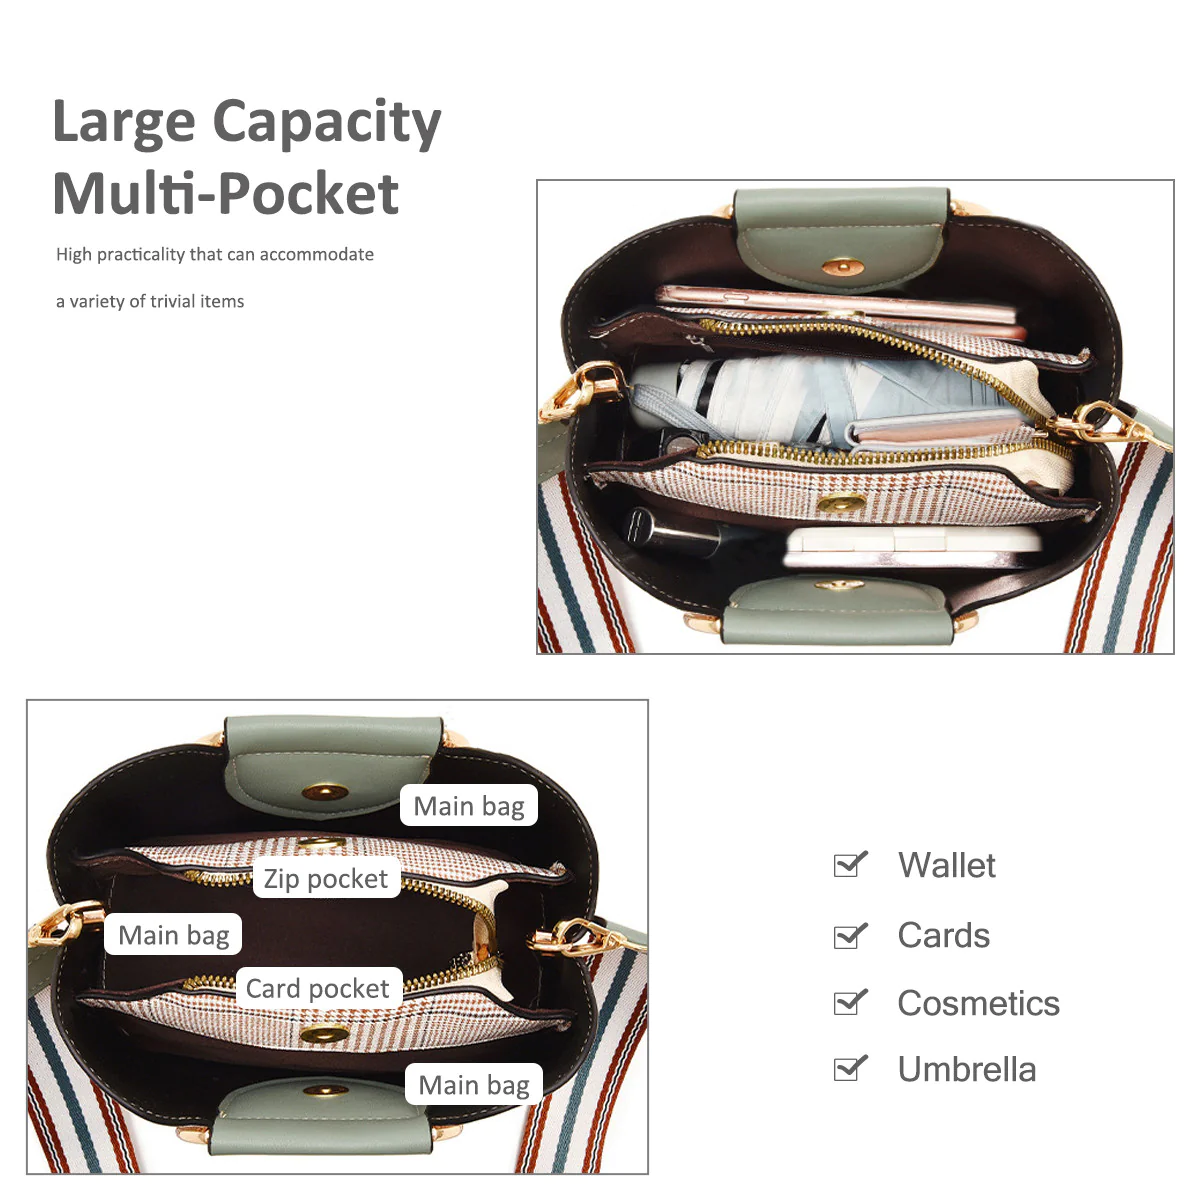 Large Capacity
Multi-Pocket
High practicality that can accommodate
a variety of trivial items
Main bag
Zip pocket
Main bag
Card pocket
Main bag
Wallet
Cards
Cosmetics
Umbrella